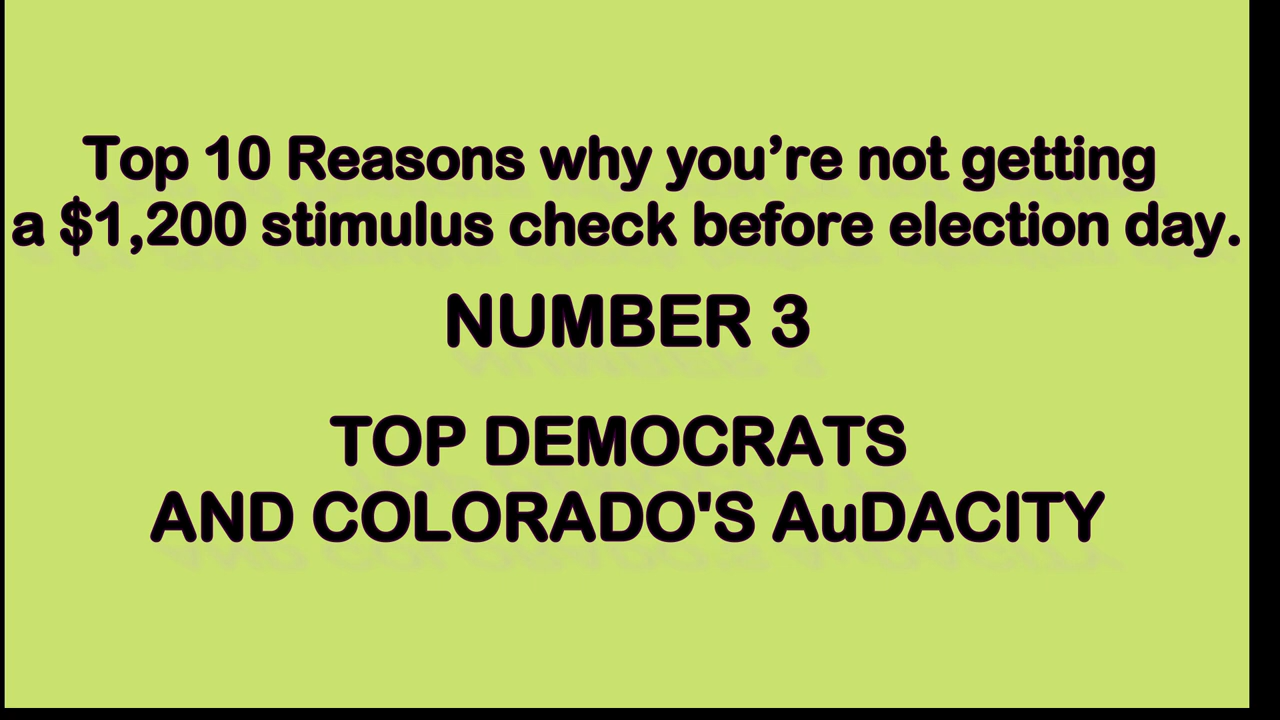 Top 10 Reasons why you’re not getting
a $1,200 stimulus check before election day.
NUMBER 3
TOP DEMOCRATS
AND COLORADO'S AuDACITY